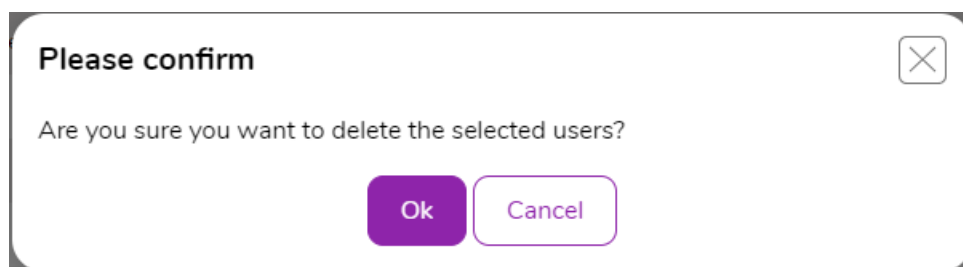 Please confirm
Are you sure you want to delete the selected users?
Ok
Cancel